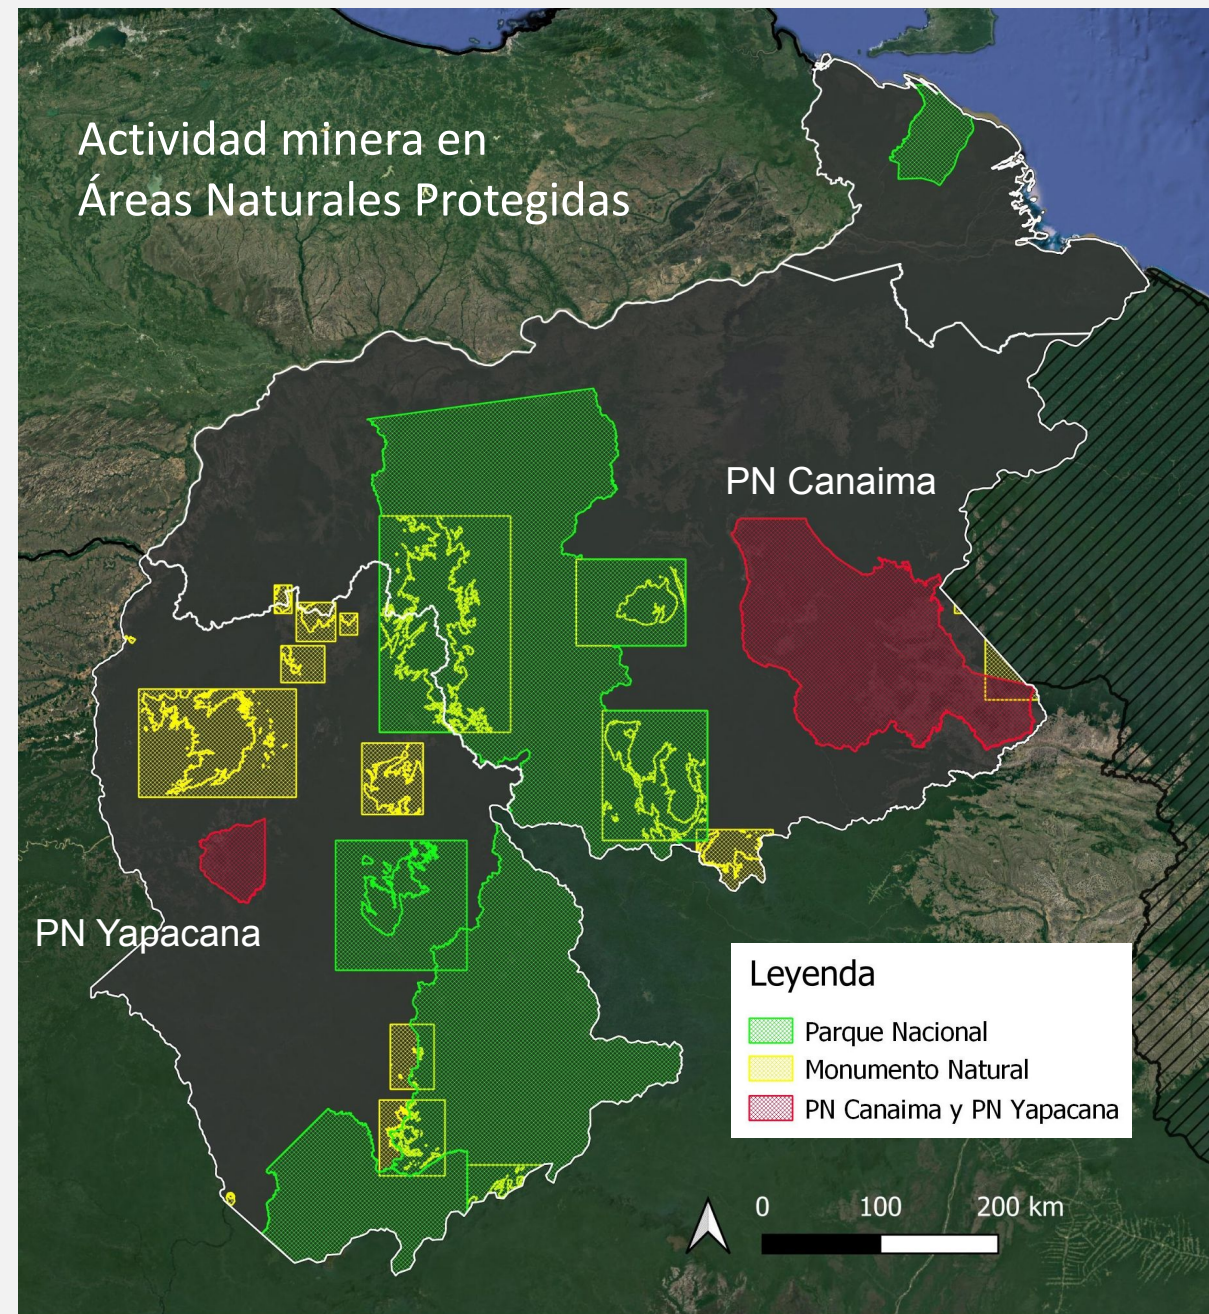 Actividad minera en
Áreas Naturales Protegidas
PN Canaima
PN Yapacana
Leyenda
Parque Nacional
Monumento Natural
PN Canaima y PN Yapacana
0 100 200 km